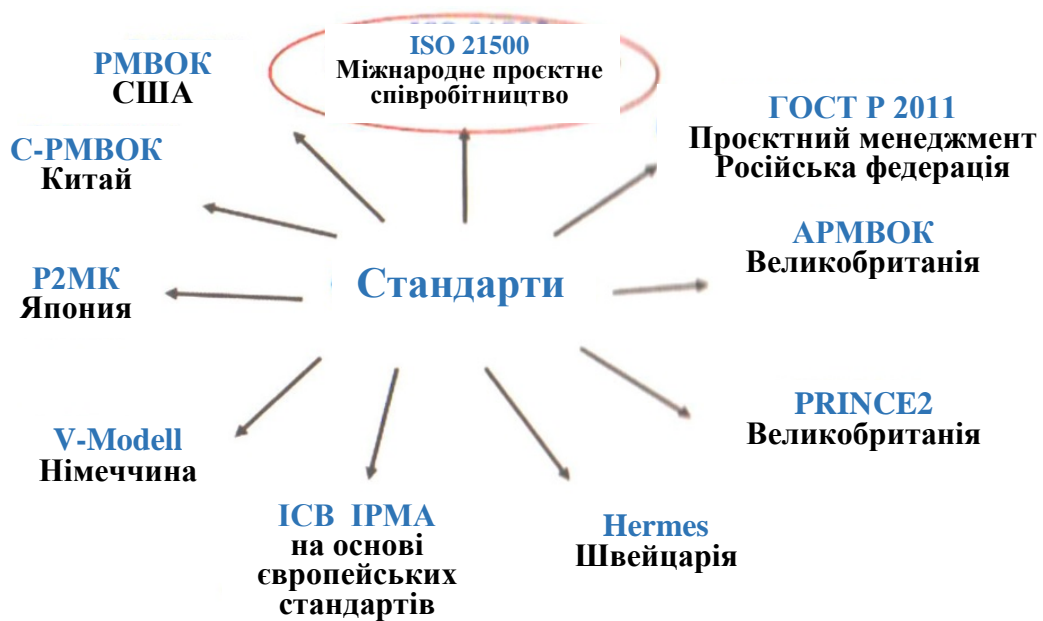 ISO 21500
Міжнародне проєктне
співробітництво
PMBOK
США
ГОСТ Р 2011
Проєктний менеджмент
Російська федерація
C-PMBOK
Китай
APMBOK
Великобританія
P2MK
Япония
Стандарти
PRINCE2
Великобританія
V-Modell
Німеччина
ICB IPMA
на основі
європейських
стандартів
Hermes
Швейцарія